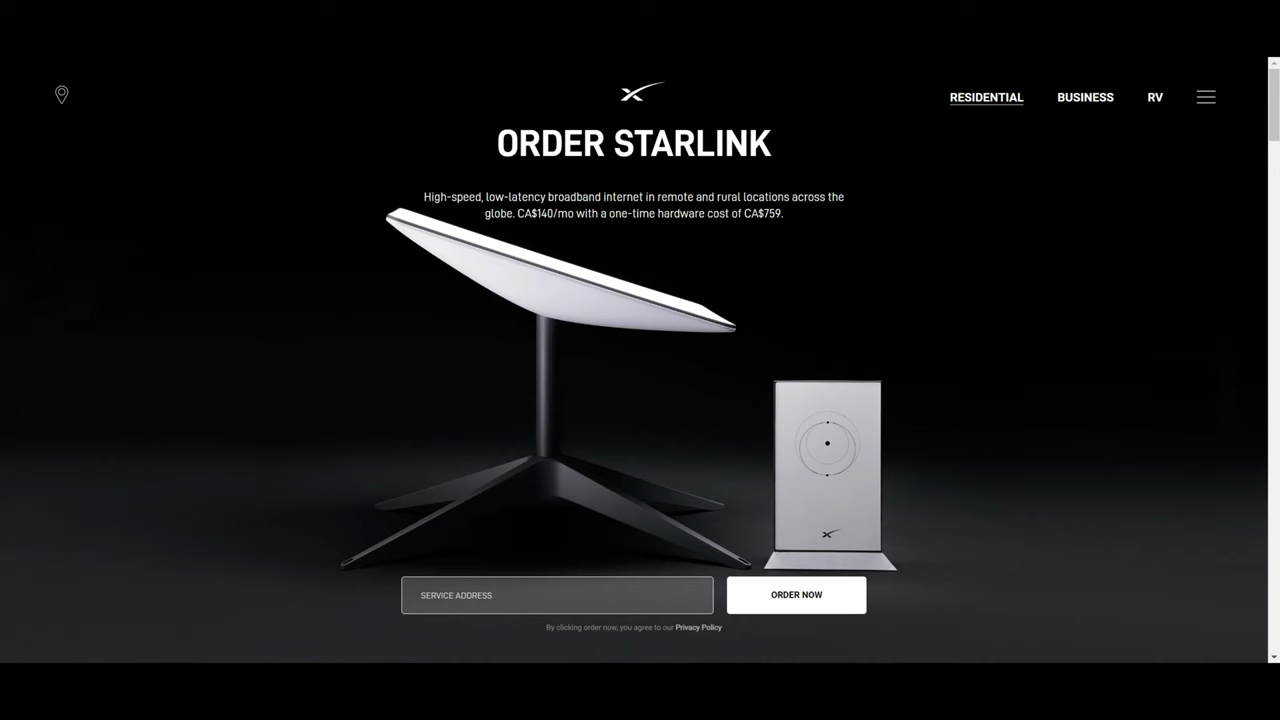 RESIDENTIAL
BUSINESS
RV
ORDER STARLINK
High-speed, low-latency broadband internet in remote and rural locations across the
globe. CA$140/mo with a one-time hardware cost of CA$759.
SERVICE ADDRESS
ORDER NOW
By clicking order now, you agree to our Privacy Policy